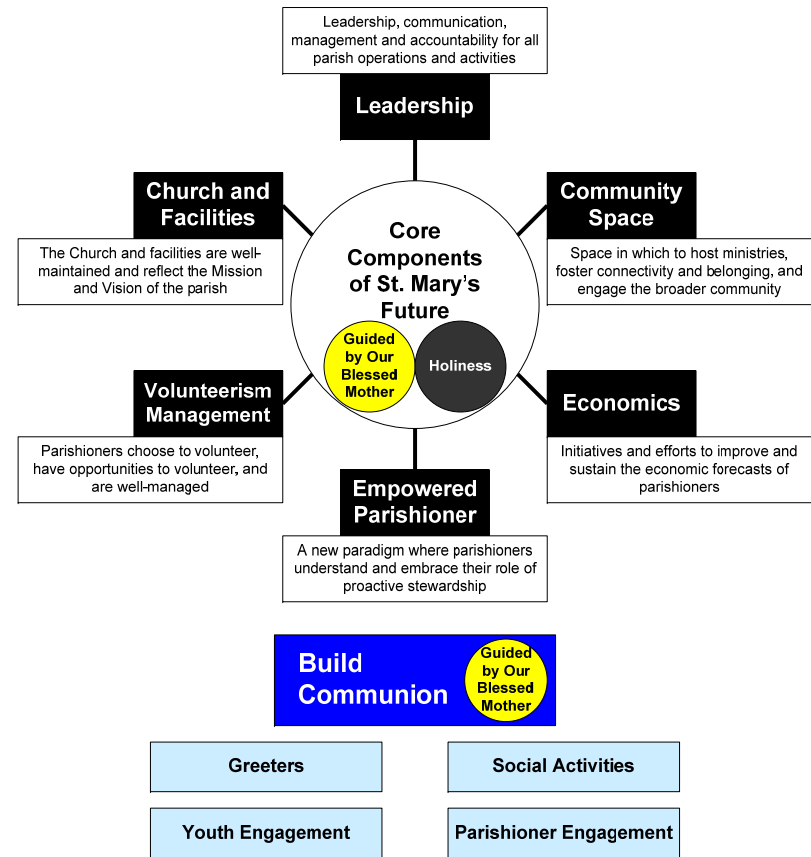 Leadership, communication,
management and accountability for all
parish operations and activities
Leadership
Church and
Facilities
The Church and facilities are well-
maintained and reflect the Mission
and Vision of the parish
Community
Space
Space in which to host ministries,
foster connectivity and belonging, and
engage the broader community
Core
Components
of St. Mary's
Future
Guided
by Our
Blessed
Mother
Holiness
Volunteerism
Management
Parishioners choose to volunteer,
have opportunities to volunteer, and
are well-managed
Economics
Initiatives and efforts to improve and
sustain the economic forecasts of
parishioners
Empowered
Parishioner
A new paradigm where parishioners
understand and embrace their role of
proactive stewardship
Build
Communion
Guided
by Our
Blessed
Mother
Greeters
Social Activities
Youth Engagement
Parishioner Engagement